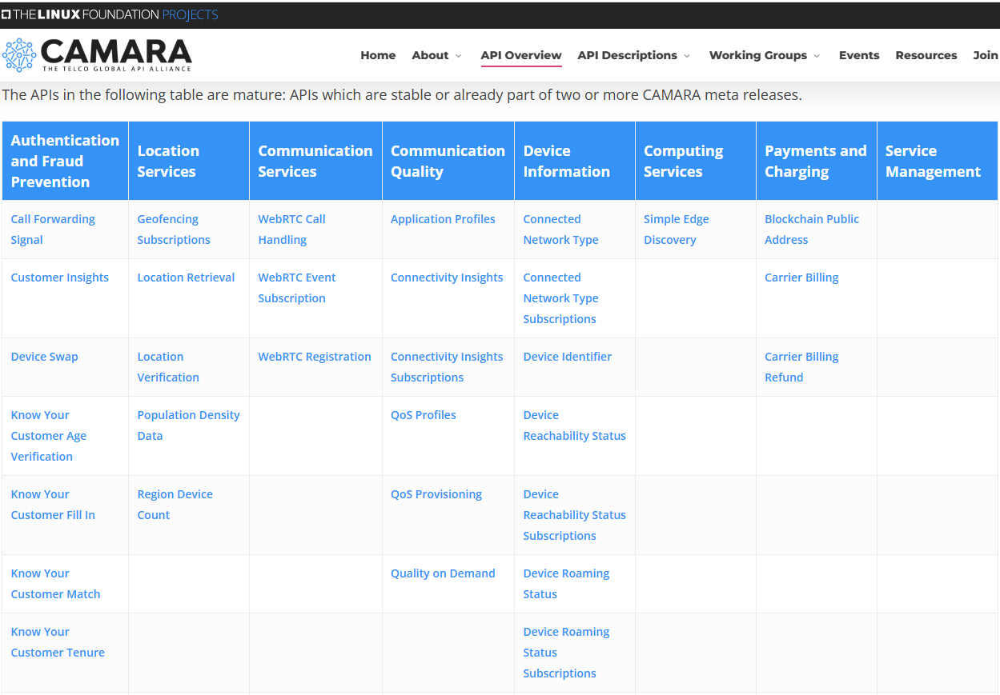 THE LINUX FOUNDATION PROJECTS
CAMARA
THE TELCO GLOBAL API ALLIANCE
Home About API Overview API Descriptions Working Groups Events Resources Join
The APIs in the following table are mature: APIs which are stable or already part of two or more CAMARA meta releases.
Authentication
and Fraud
Prevention
Location
Services
Communication
Services
Communication
Quality
Device
Information
Computing
Services
Payments and
Charging
Service
Management
Call Forwarding
Signal
Geofencing
Subscriptions
WebRTC Call
Handling
Application Profiles
Connected
Network Type
Simple Edge
Discovery
Blockchain Public
Address
Customer Insights
Location Retrieval
WebRTC Event
Subscription
Connectivity Insights
Connected
Network Type
Subscriptions
Carrier Billing
Device Swap
Location
Verification
WebRTC Registration
Connectivity Insights
Subscriptions
Device Identifier
Carrier Billing
Refund
Know Your
Customer Age
Verification
Population Density
Data
QoS Profiles
Device
Reachability Status
Know Your
Customer Fill In
Region Device
Count
QoS Provisioning
Device
Reachability Status
Subscriptions
Know Your
Customer Match
Quality on Demand
Device Roaming
Status
Know Your
Customer Tenure
Device Roaming
Status
Subscriptions